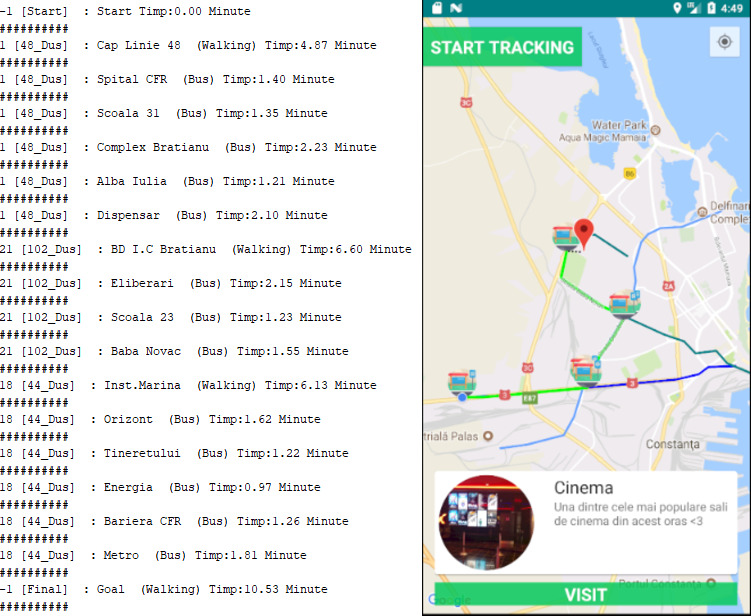 -1 [Start] : Start Timp:0.00 Minute
##########
1 [48_Dus] : Cap Linie 48 (Walking) Timp:4.87 Minute
##########
1 [48_Dus] : Spital CFR (Bus) Timp:1.40 Minute
##########
1 [48_Dus] : Scoala 31 (Bus) Timp:1.35 Minute
##########
1 [48_Dus] : Complex Bratianu (Bus) Timp:2.23 Minute
##########
1 [48_Dus] : Alba Iulia (Bus) Timp:1.21 Minute
##########
1 [48_Dus] : Dispensar (Bus) Timp:2.10 Minute
##########
21 [102_Dus] : BD I.C Bratianu (Walking) Timp:6.60 Minute
##########
21 [102_Dus] : Eliberari (Bus) Timp:2.15 Minute
##########
21 [102_Dus] : Scoala 23 (Bus) Timp:1.23 Minute
##########
21 [102_Dus] : Baba Novac (Bus) Timp:1.55 Minute
##########
18 [44_Dus] : Inst.Marina (Walking) Timp:6.13 Minute
##########
18 [44_Dus] : Orizont (Bus) Timp:1.62 Minute
##########
18 [44_Dus] : Tineretului (Bus) Timp:1.22 Minute
##########
18 [44_Dus] : Energia (Bus) Timp:0.97 Minute
##########
18 [44_Dus] : Bariera CFR (Bus) Timp:1.26 Minute
##########
18 [44_Dus] : Metro (Bus) Timp:1.81 Minute
##########
-1 [Final] : Goal (Walking) Timp:10.53 Minute
##########
4:49
START TRACKING
3C
Water Park
Aqua Magic Mamaia
86
Delfinari
Complex
2A
3C
3
3
E87
trială Palas
Constanța
Cinema
Una dintre cele mai populare sali
de cinema din acest oras <3
Portul Constanța
VISIT
Google